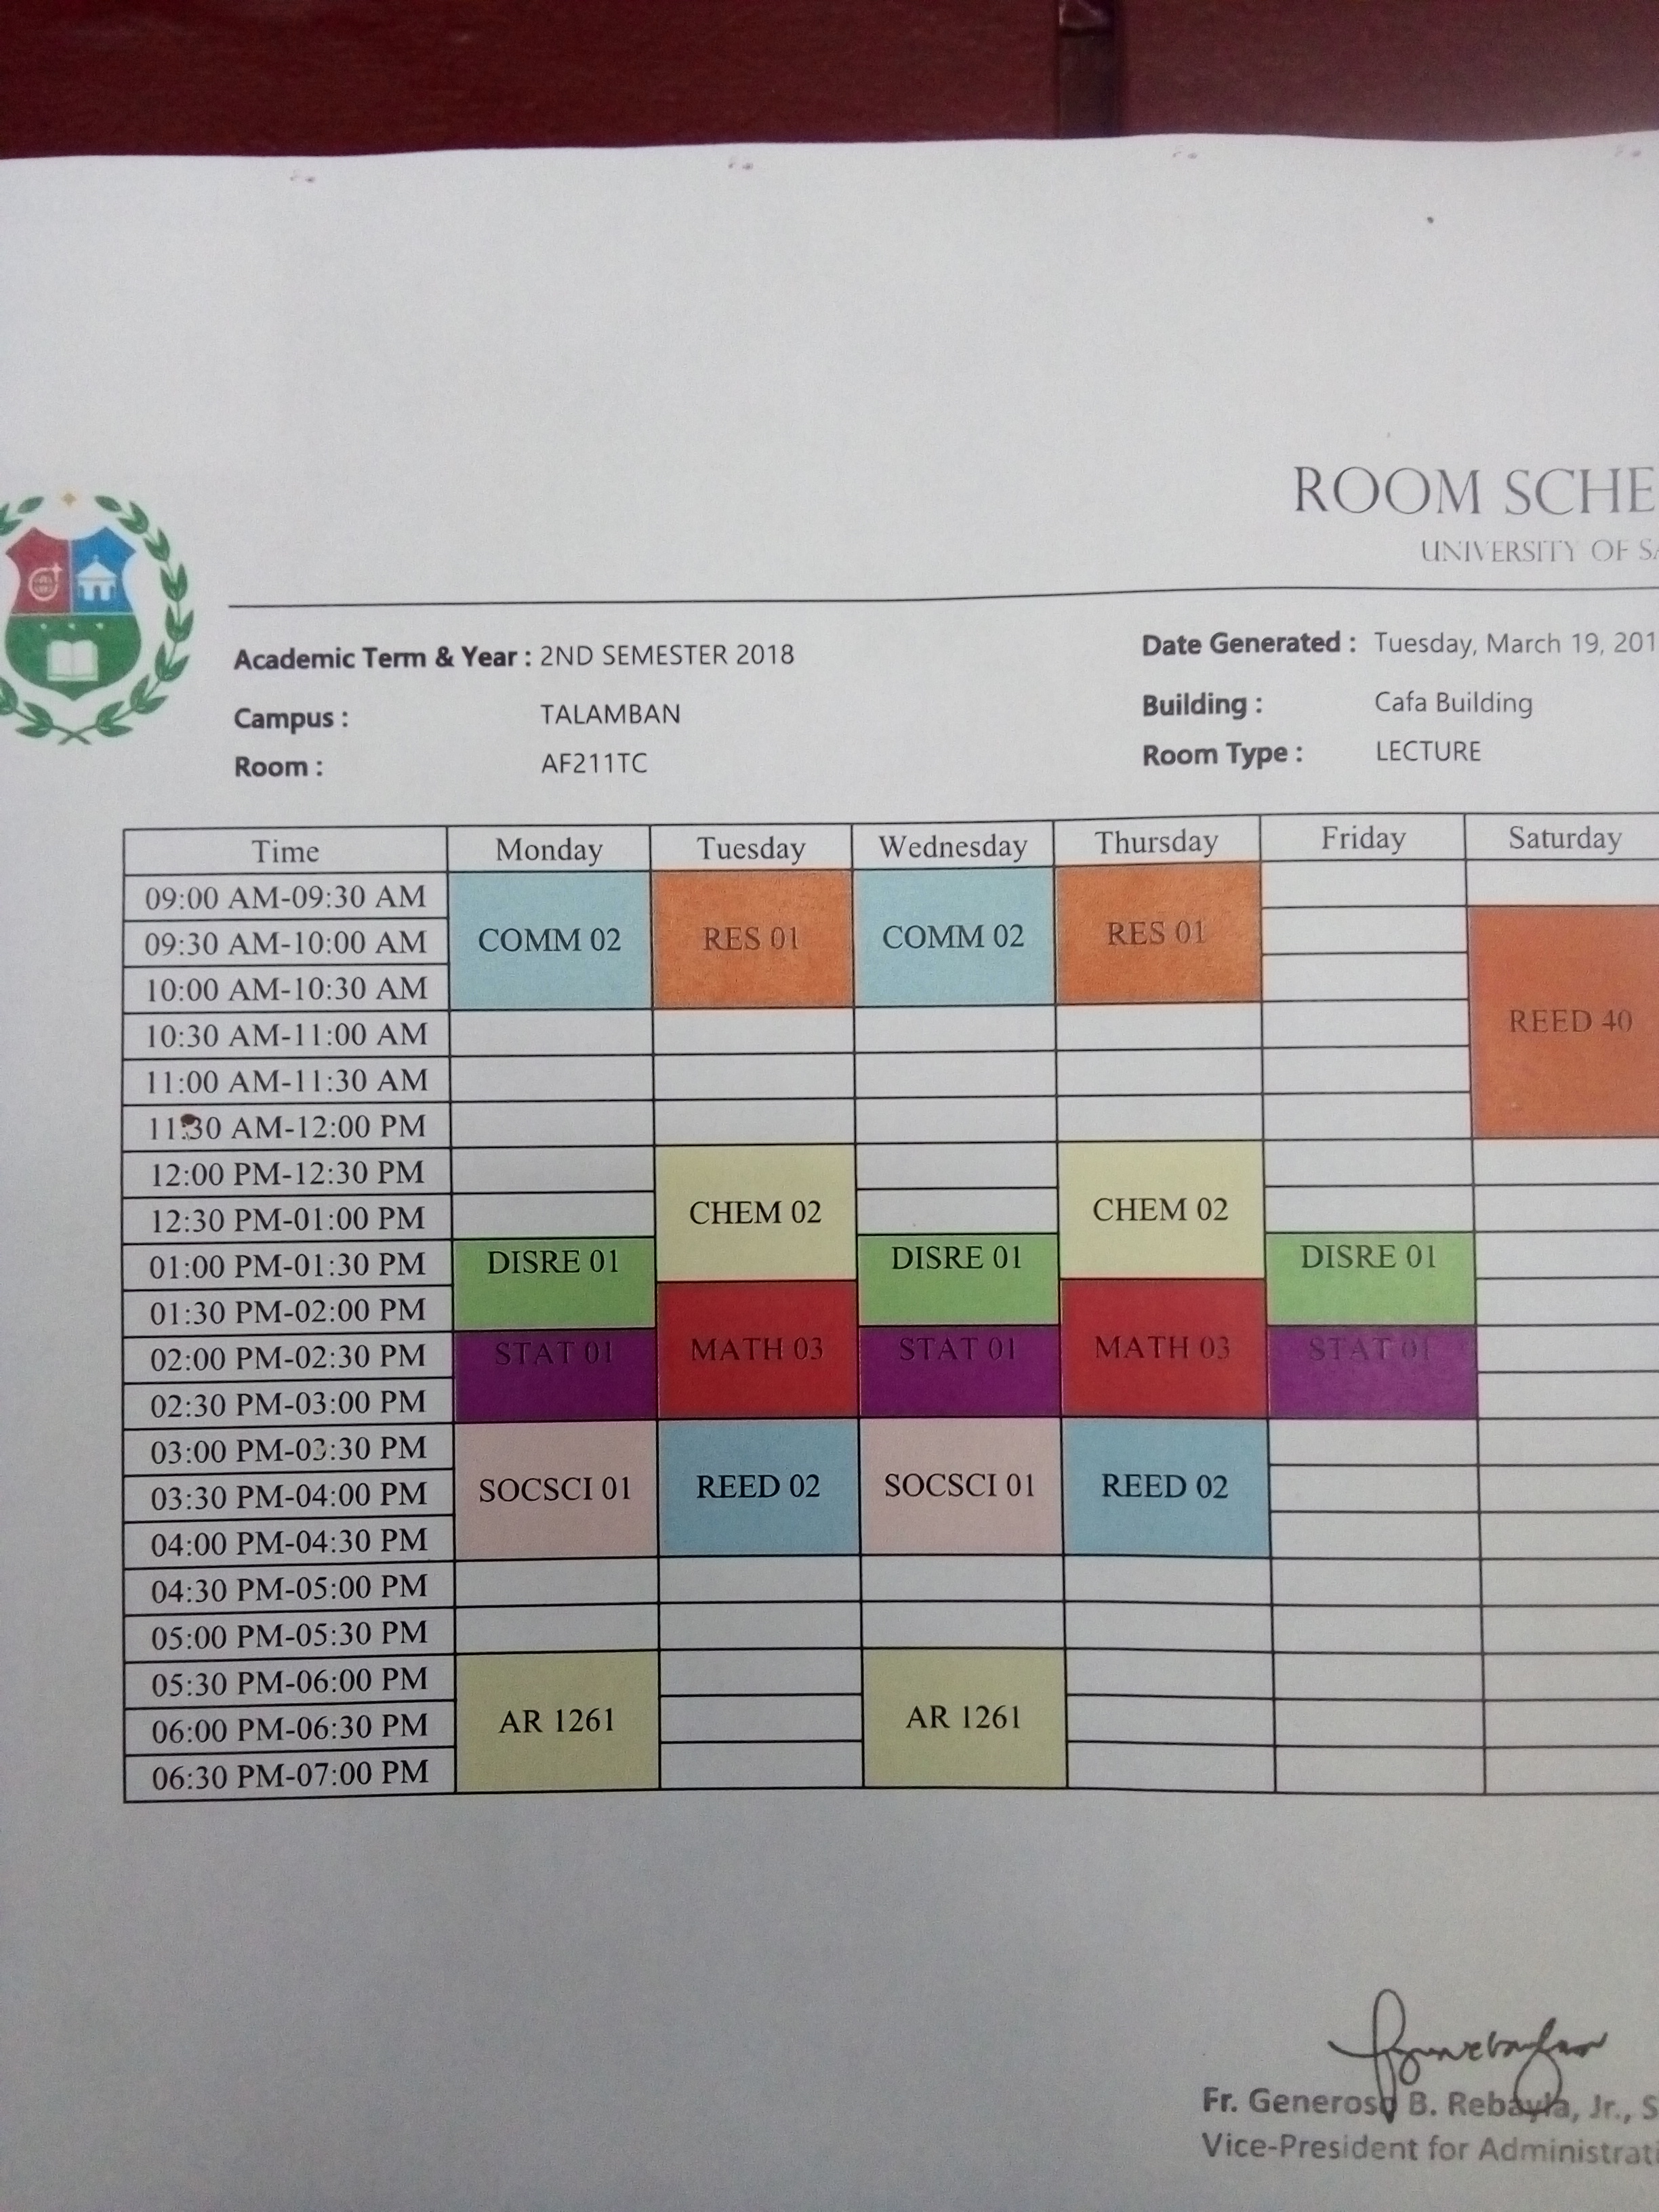 ROOM SCHE
UNIVERSITY OF SA
Academic Term & Year : 2ND SEMESTER 2018
Date Generated : Tuesday, March 19, 201
Campus : TALAMBAN
Building : Cafa Building
Room : AF211TC
Room Type : LECTURE
Time Monday Tuesday Wednesday Thursday Friday Saturday
09:00 AM-09:30 AM
09:30 AM-10:00 AM COMM 02 RES 01 COMM 02 RES 01
10:00 AM-10:30 AM
10:30 AM-11:00 AM REED 40
11:00 AM-11:30 AM
11:30 AM-12:00 PM
12:00 PM-12:30 PM
12:30 PM-01:00 PM CHEM 02 CHEM 02
01:00 PM-01:30 PM DISRE 01 DISRE 01 DISRE 01
01:30 PM-02:00 PM
02:00 PM-02:30 PM STAT 01 MATH 03 STAT 01 MATH 03 STAT 01
02:30 PM-03:00 PM
03:00 PM-03:30 PM
03:30 PM-04:00 PM SOCSCI 01 REED 02 SOCSCI 01 REED 02
04:00 PM-04:30 PM
04:30 PM-05:00 PM
05:00 PM-05:30 PM
05:30 PM-06:00 PM
06:00 PM-06:30 PM AR 1261 AR 1261
06:30 PM-07:00 PM
Fr. Generoso B. Rebayla, Jr., S
Vice-President for Administrati